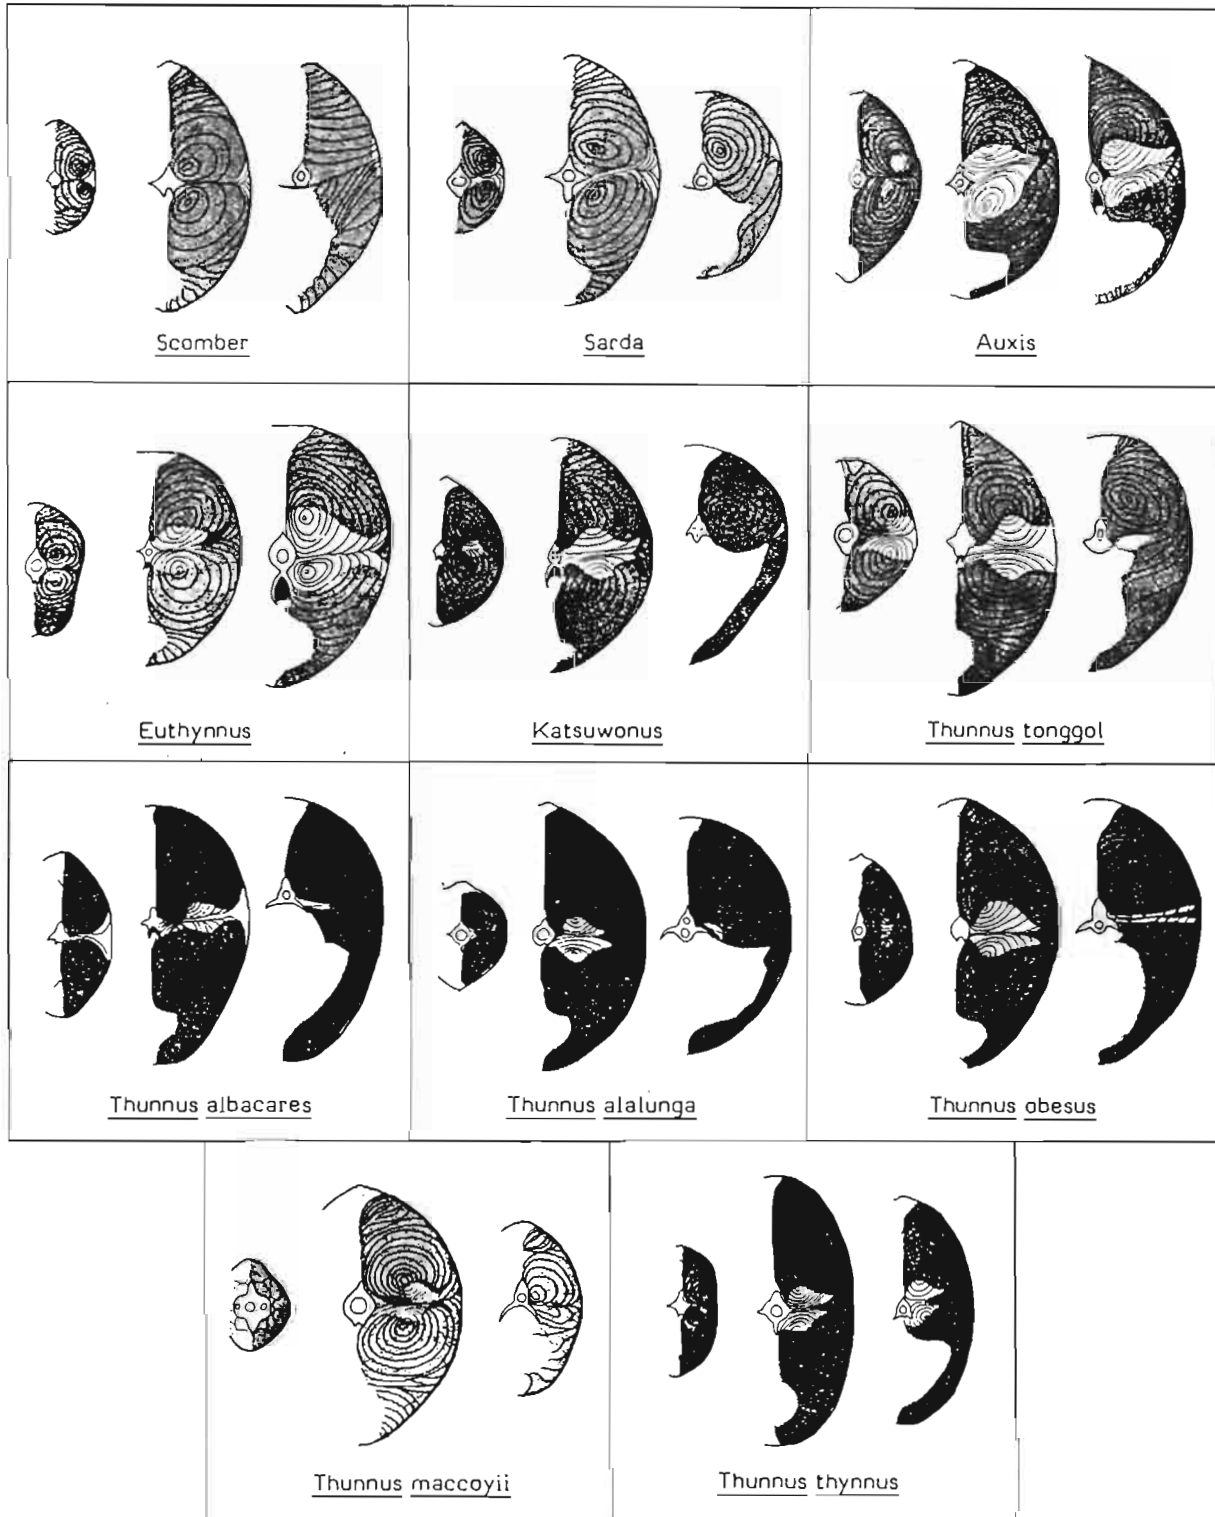 Scomber
Sarda
Auxis
Euthynnus
Katsuwonus
Thunnus tonggol
Thunnus albacares
Thunnus alalunga
Thunnus obesus
Thunnus maccoyii
Thunnus thynnus